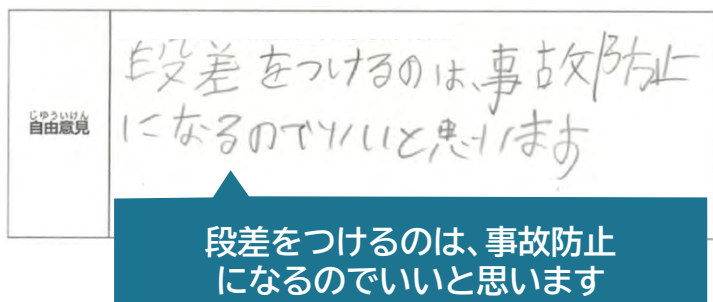 じゆういけん
自由意見
段差をつけるのは、事故防止
になるのでいいと思います
段差をつけるのは、事故防止
になるのでいいと思います